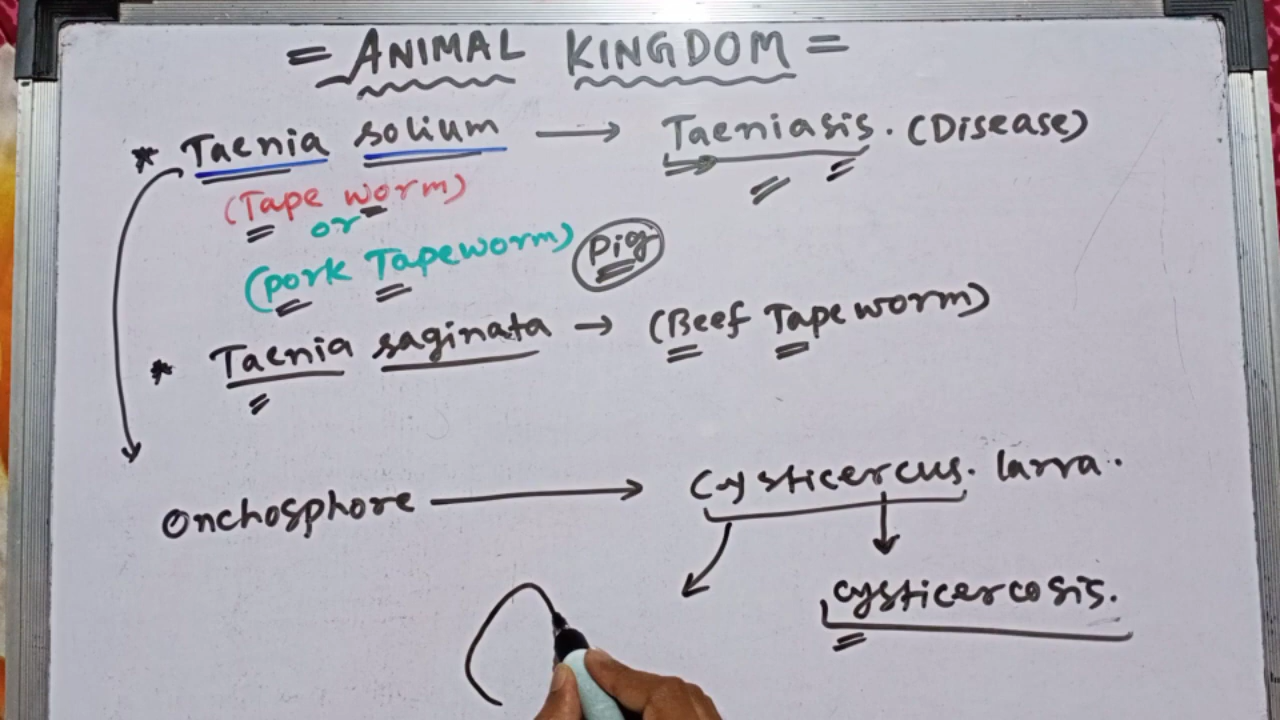 = ANIMAL KINGDOM =
* Taenia solium → Taeniasis. (Disease)
(Tape worm)
or
(pork Tapeworm) Pig
* Taenia saginata → (Beef Tapeworm)
Onchosphore → Cysticercus. larva.
cysticercosis.